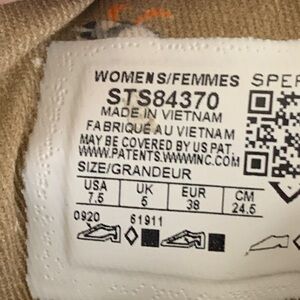 WOMENS/FEMMES SPER
STS84370
MADE IN VIETNAM
FABRIQUÉ AU VIETNAM
MAY BE COVERED BY US PAT.
WWW.PATENTS.WWWINC.COM
SIZE/GRANDEUR
USA UK EUR CM
7.5 5 38 24.5
0920 61911